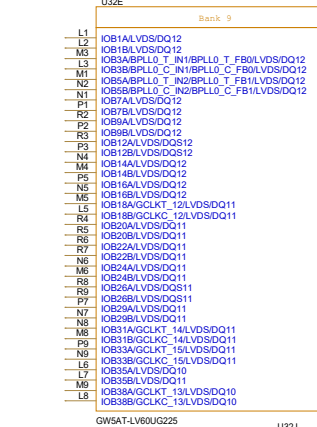 U32E
Bank 9
L1 IOB1A/LVDS/DQ12
L2 IOB1B/LVDS/DQ12
M3 IOB3A/BPLL0_T_IN1/BPLL0_T_FB0/LVDS/DQ12
L3 IOB3B/BPLL0_C_IN1/BPLL0_C_FB0/LVDS/DQ12
M1 IOB5A/BPLL0_T_IN2/BPLL0_T_FB1/LVDS/DQ12
N2 IOB5B/BPLL0_C_IN2/BPLL0_C_FB1/LVDS/DQ12
N1 IOB7A/LVDS/DQ12
P1 IOB7B/LVDS/DQ12
R2 IOB9A/LVDS/DQ12
P2 IOB9B/LVDS/DQ12
R3 IOB12A/LVDS/DQS12
P3 IOB12B/LVDS/DQS12
N4 IOB14A/LVDS/DQ12
M4 IOB14B/LVDS/DQ12
P5 IOB16A/LVDS/DQ12
N5 IOB16B/LVDS/DQ12
M5 IOB18A/GCLKT_12/LVDS/DQ11
L5 IOB18B/GCLKC_12/LVDS/DQ11
R4 IOB20A/LVDS/DQ11
R5 IOB20B/LVDS/DQ11
R6 IOB22A/LVDS/DQ11
R7 IOB22B/LVDS/DQ11
N6 IOB24A/LVDS/DQ11
M6 IOB24B/LVDS/DQ11
R8 IOB26A/LVDS/DQS11
R9 IOB26B/LVDS/DQS11
P7 IOB29A/LVDS/DQ11
N7 IOB29B/LVDS/DQ11
N8 IOB31A/GCLKT_14/LVDS/DQ11
M8 IOB31B/GCLKC_14/LVDS/DQ11
P9 IOB33A/GCLKT_15/LVDS/DQ11
N9 IOB33B/GCLKC_15/LVDS/DQ11
L6 IOB35A/LVDS/DQ10
L7 IOB35B/LVDS/DQ11
M9 IOB38A/GCLKT_13/LVDS/DQ10
L8 IOB38B/GCLKC_13/LVDS/DQ10
GW5AT-LV60UG225